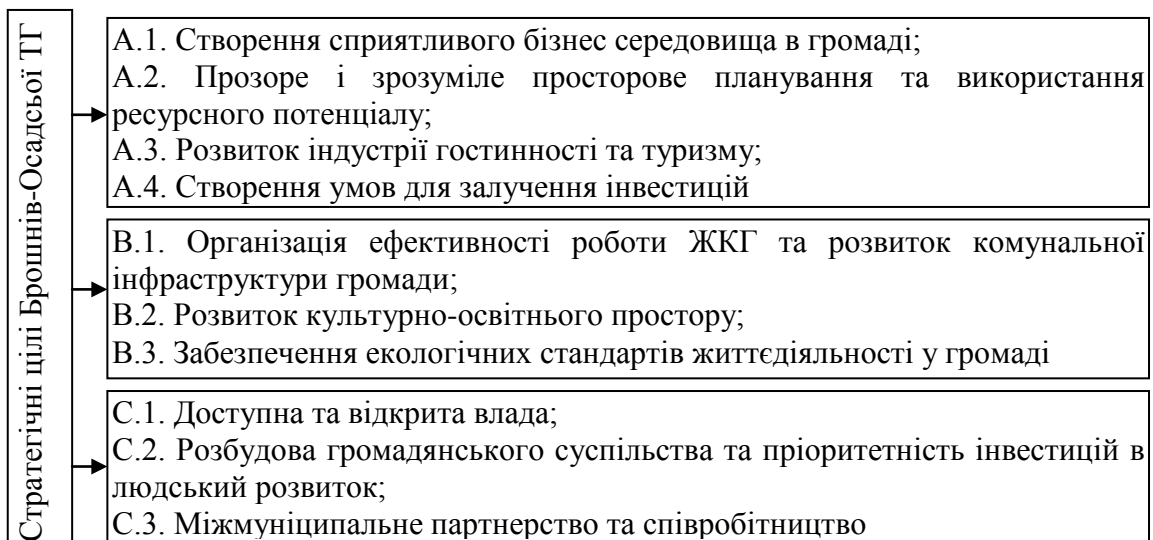 Стратегічні цілі Брошнів-Осадсьої ТГ
А.1. Створення сприятливого бізнес середовища в громаді;
А.2. Прозоре і зрозуміле просторове планування та використання
ресурсного потенціалу;
А.3. Розвиток індустрії гостинності та туризму;
А.4. Створення умов для залучення інвестицій
В.1. Організація ефективності роботи ЖКГ та розвиток комунальної
інфраструктури громади;
В.2. Розвиток культурно-освітнього простору;
В.3. Забезпечення екологічних стандартів життєдіяльності у громаді
С.1. Доступна та відкрита влада;
С.2. Розбудова громадянського суспільства та пріоритетність інвестицій в
людський розвиток;
С.3. Міжмуніципальне партнерство та співробітництво